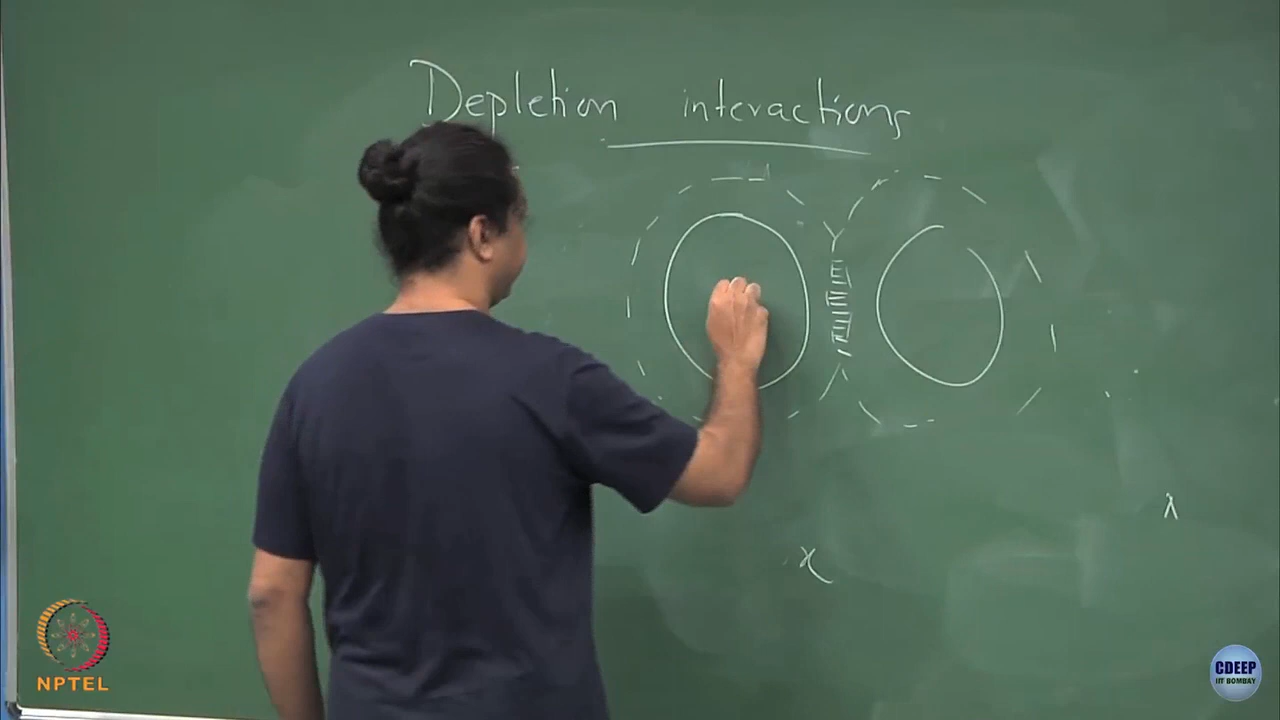 Depletion interactions
x
λ
NPTEL
CDEEP
IIT BOMBAY